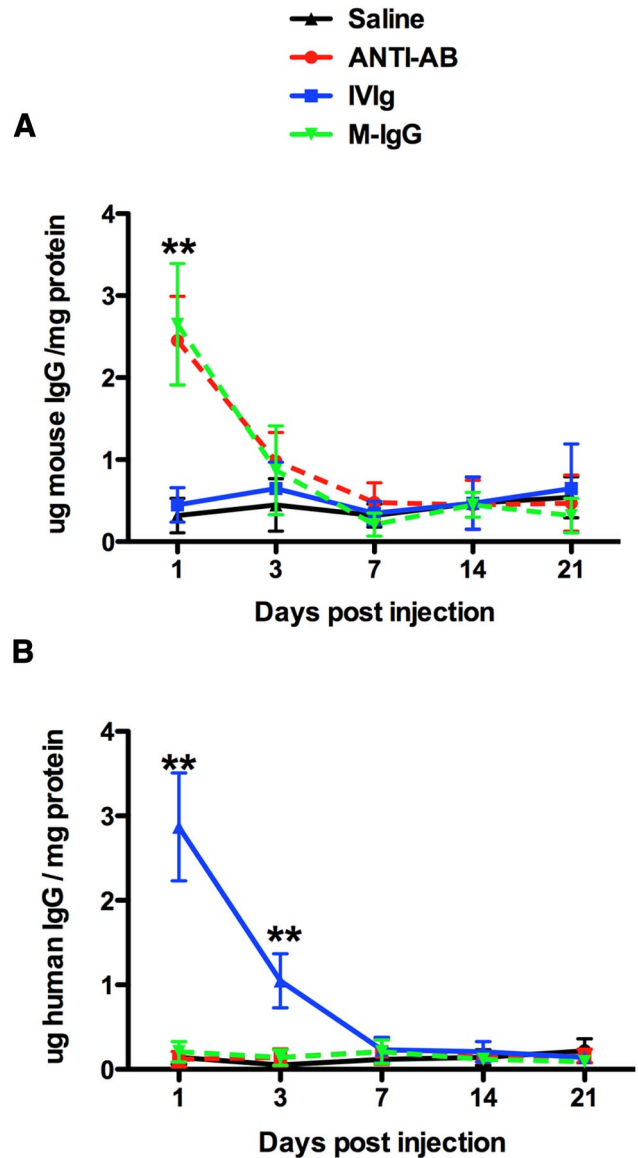 Saline
ANTI-AB
IVIg
M-IgG
A
ug mouse IgG /mg protein
4
**
3
2
1
0
1 3 7 14 21
Days post injection
B
ug human IgG / mg protein
4
**
3
2
**
1
0
1 3 7 14 21
Days post injection